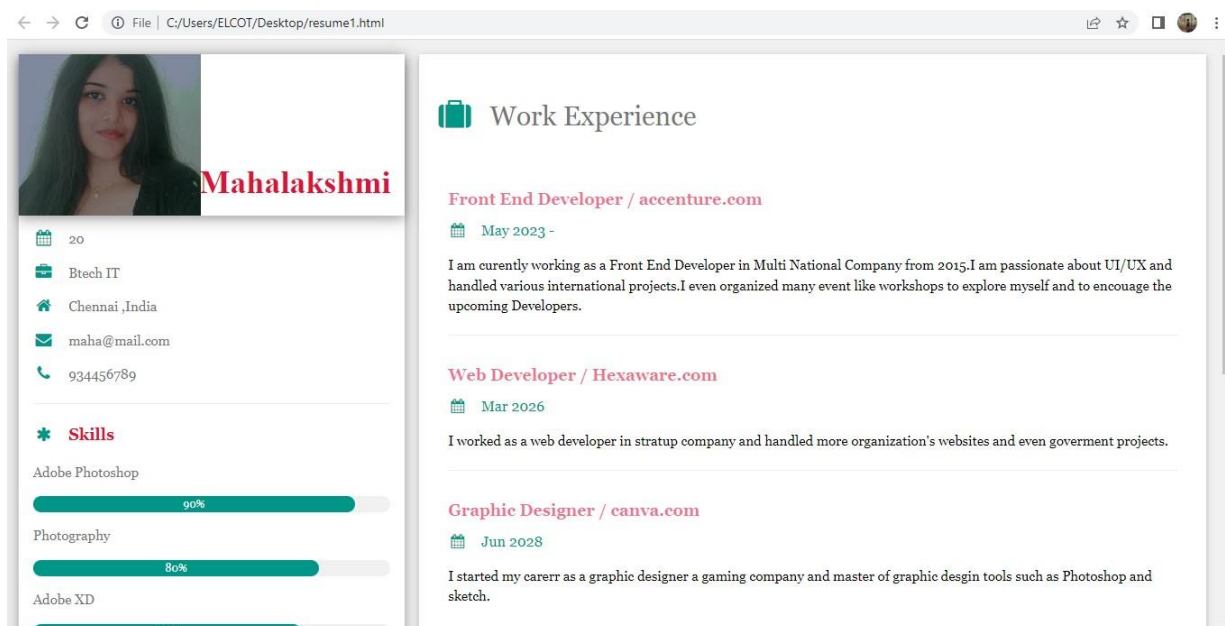 File | C:/Users/ELCOT/Desktop/resume1.html
Mahalakshmi
20
Btech IT
Chennai ,India
maha@mail.com
934456789
Skills
Adobe Photoshop
90%
Photography
80%
Adobe XD
Work Experience
Front End Developer / accenture.com
May 2023 -
I am curently working as a Front End Developer in Multi National Company from 2015.I am passionate about UI/UX and
handled various international projects.I even organized many event like workshops to explore myself and to encouage the
upcoming Developers.
Web Developer / Hexaware.com
Mar 2026
I worked as a web developer in stratup company and handled more organization's websites and even goverment projects.
Graphic Designer / canva.com
Jun 2028
I started my carerr as a graphic designer a gaming company and master of graphic desgin tools such as Photoshop and
sketch.